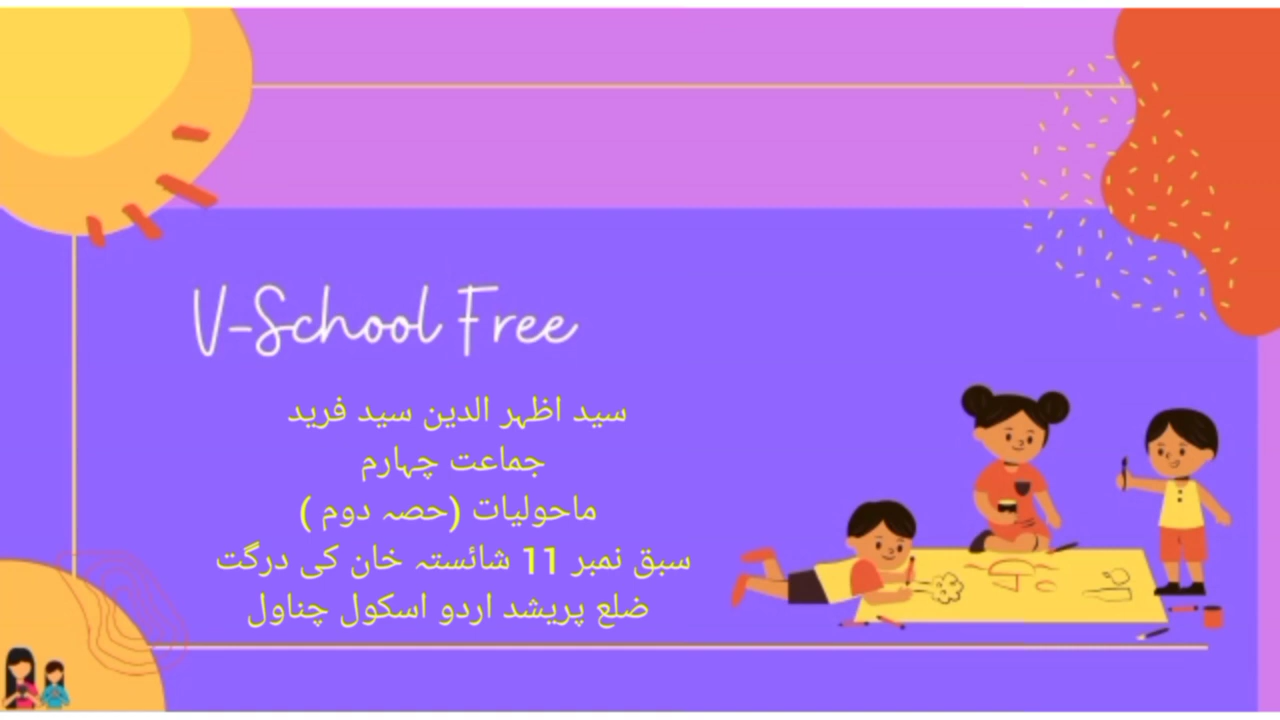 V-School Free
سید اظہر الدین سید فرید
جماعت چہارم
ماحولیات (حصہ دوم )
سبق نمبر 11 شائستہ خان کی درگت
ضلع پریشد اردو اسکول چناول